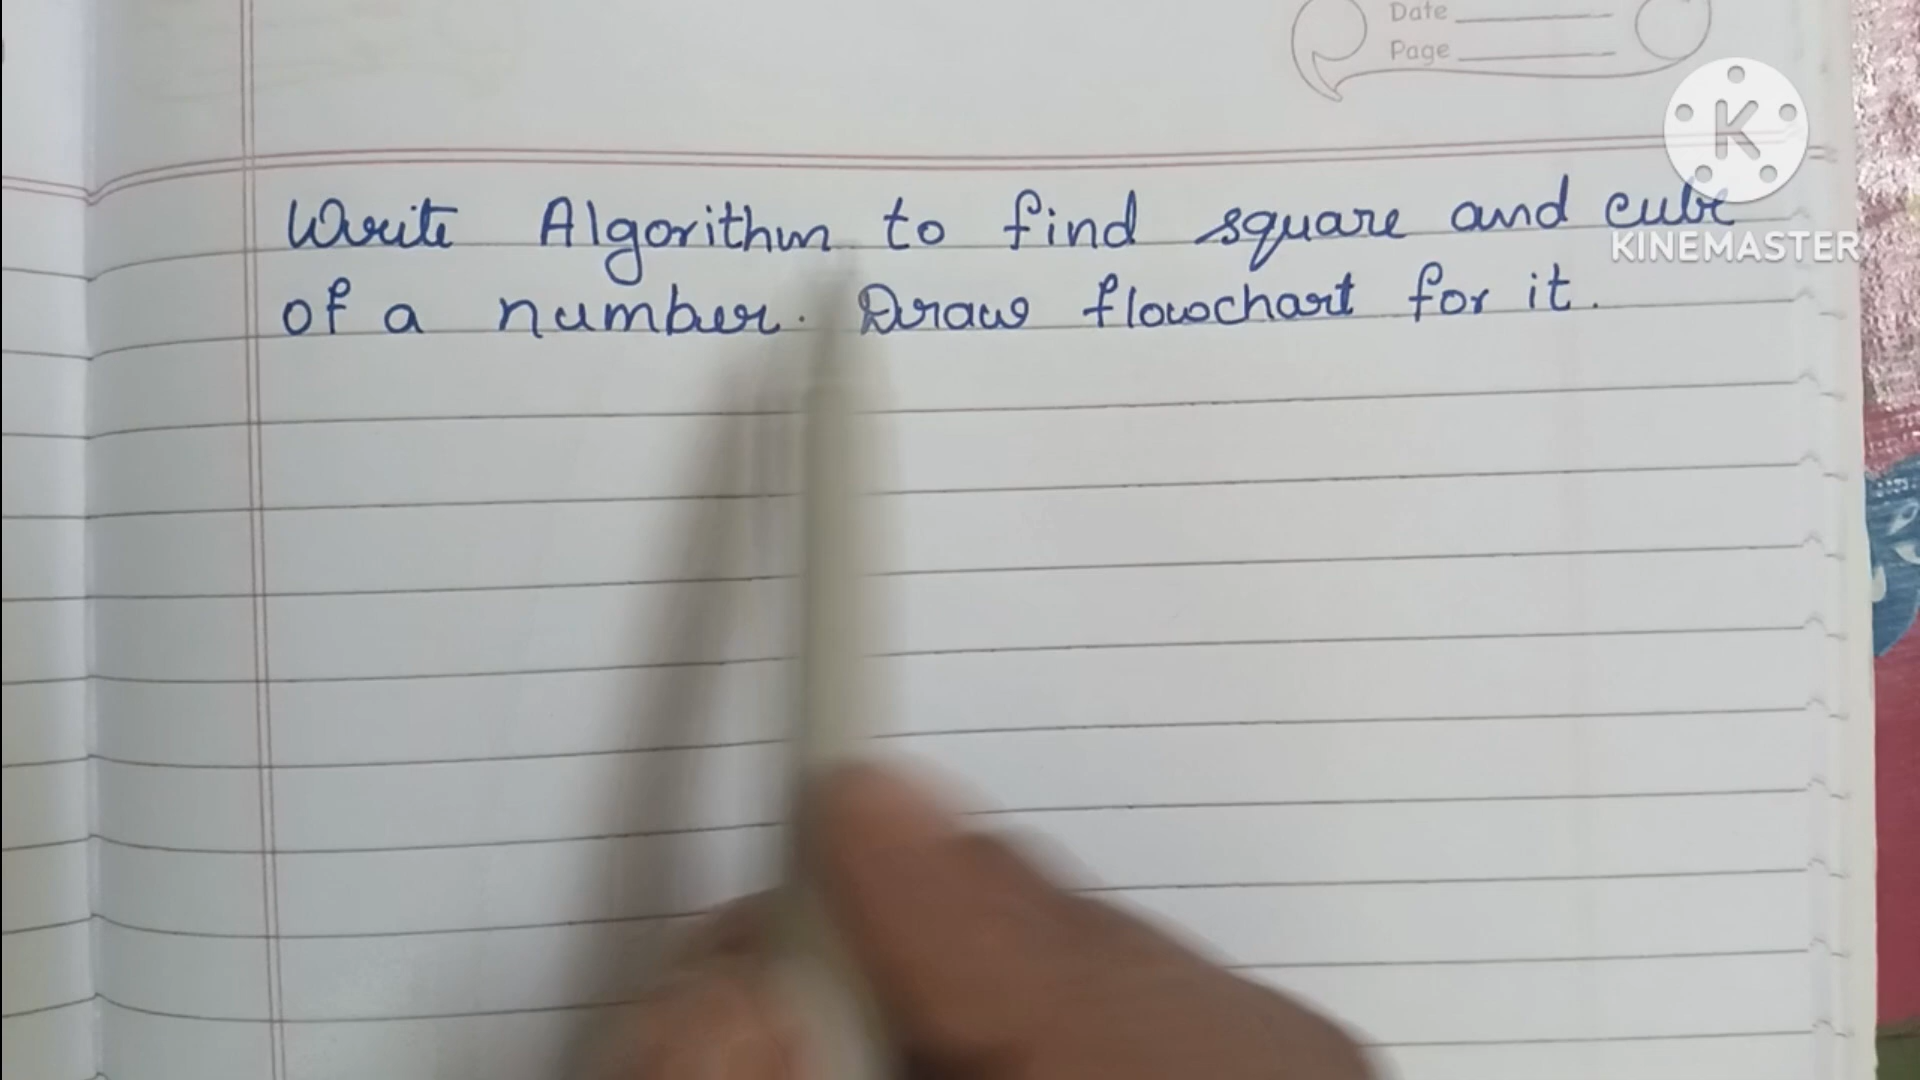 Date
Page
K
Write Algorithm to find square and cube
KINEMASTER
of a number. Draw flowchart for it.